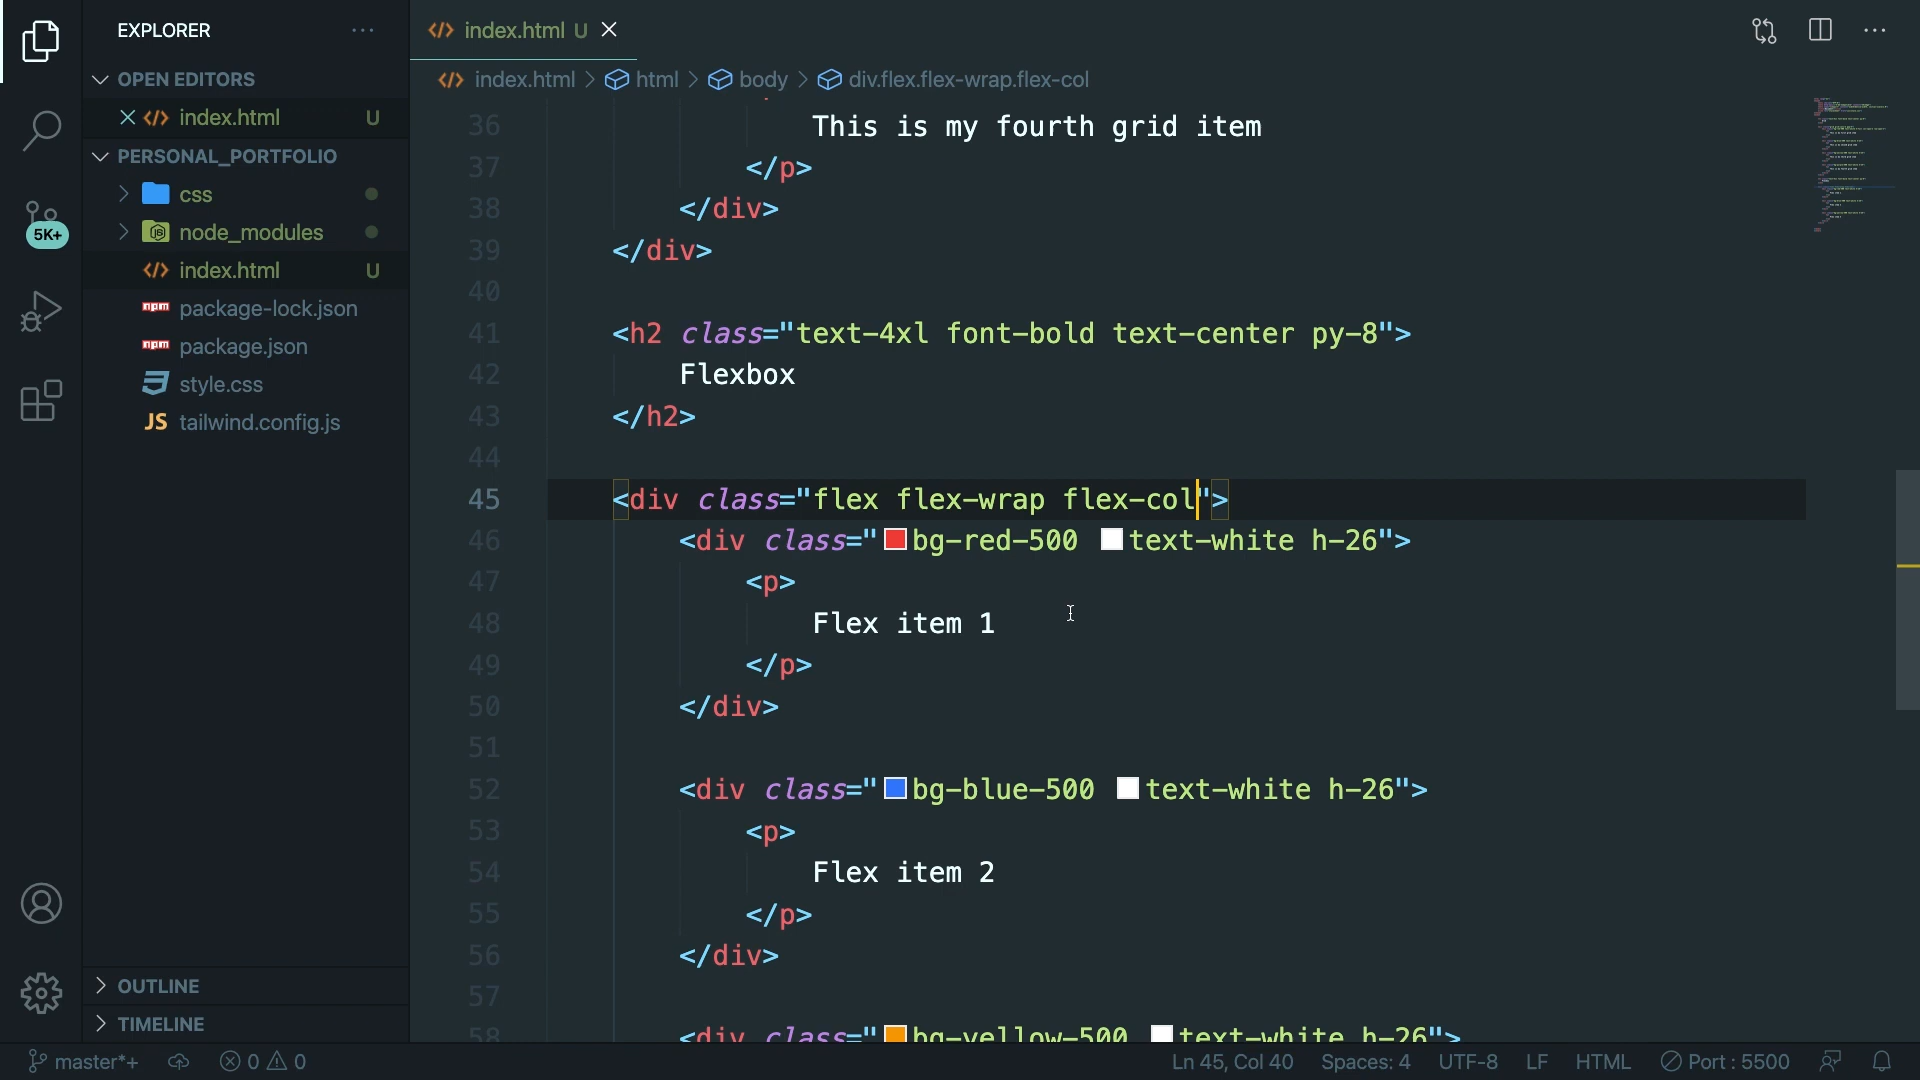 EXPLORER
OPEN EDITORS
index.html U
PERSONAL_PORTFOLIO
css
node_modules
index.html U
package-lock.json
package.json
style.css
JS tailwind.config.js
OUTLINE
TIMELINE
5K+
index.html U
index.html > html > body > div.flex.flex-wrap.flex-col
36 This is my fourth grid item
37 </p>
38 </div>
39 </div>
40
41 <h2 class="text-4xl font-bold text-center py-8">
42 Flexbox
43 </h2>
44
45 <div class="flex flex-wrap flex-col">
46 <div class="bg-red-500 text-white h-26">
47 <p>
48 Flex item 1
49 </p>
50 </div>
51
52 <div class="bg-blue-500 text-white h-26">
53 <p>
54 Flex item 2
55 </p>
56 </div>
57
58 <div class="bg-yellow-500 text-white h-26">
master*+ 0 0 Ln 45, Col 40 Spaces: 4 UTF-8 LF HTML Port : 5500